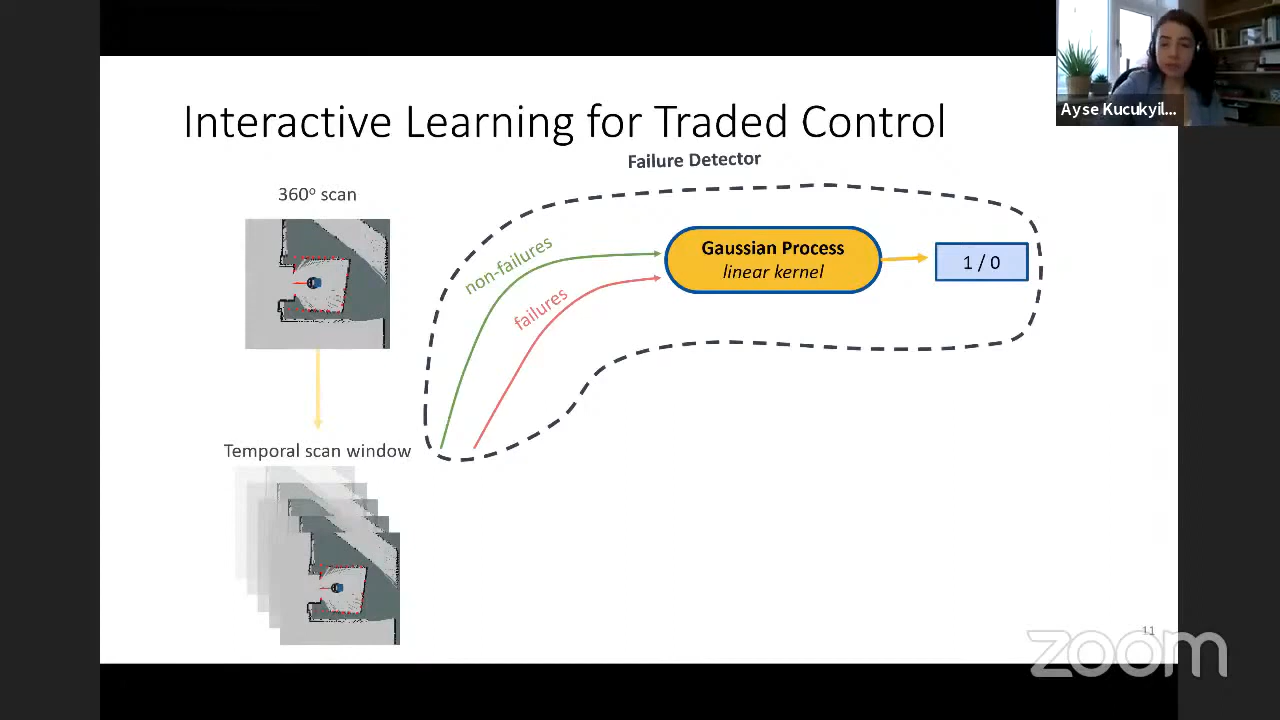 Ayse Kucukyil...
Interactive Learning for Traded Control
Failure Detector
360º scan
non-failures
failures
Gaussian Process
linear kernel
1 / 0
Temporal scan window
11
zoom